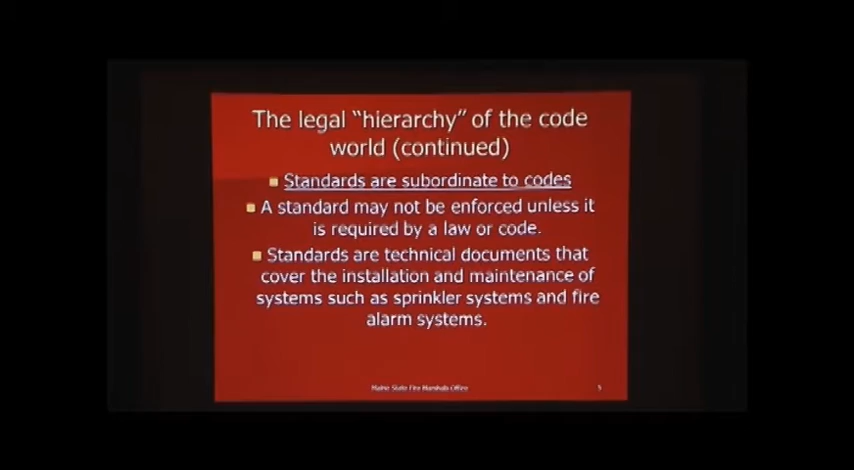 The legal “hierarchy” of the code
world (continued)
▪ Standards are subordinate to codes
▪ A standard may not be enforced unless it
is required by a law or code.
▪ Standards are technical documents that
cover the installation and maintenance of
systems such as sprinkler systems and fire
alarm systems.
Maine State Fire Marshals Office
5